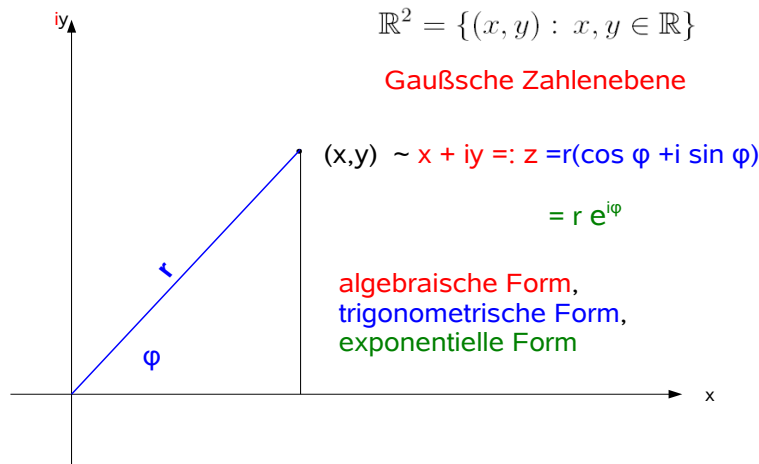 iy
ℝ² = {(x, y) : x, y ∈ ℝ}
Gaußsche Zahlenebene
(x,y) ~ x + iy =: z =r(cos φ +i sin φ)
= r e^{iφ}
r
algebraische Form,
trigonometrische Form,
exponentielle Form
φ
x